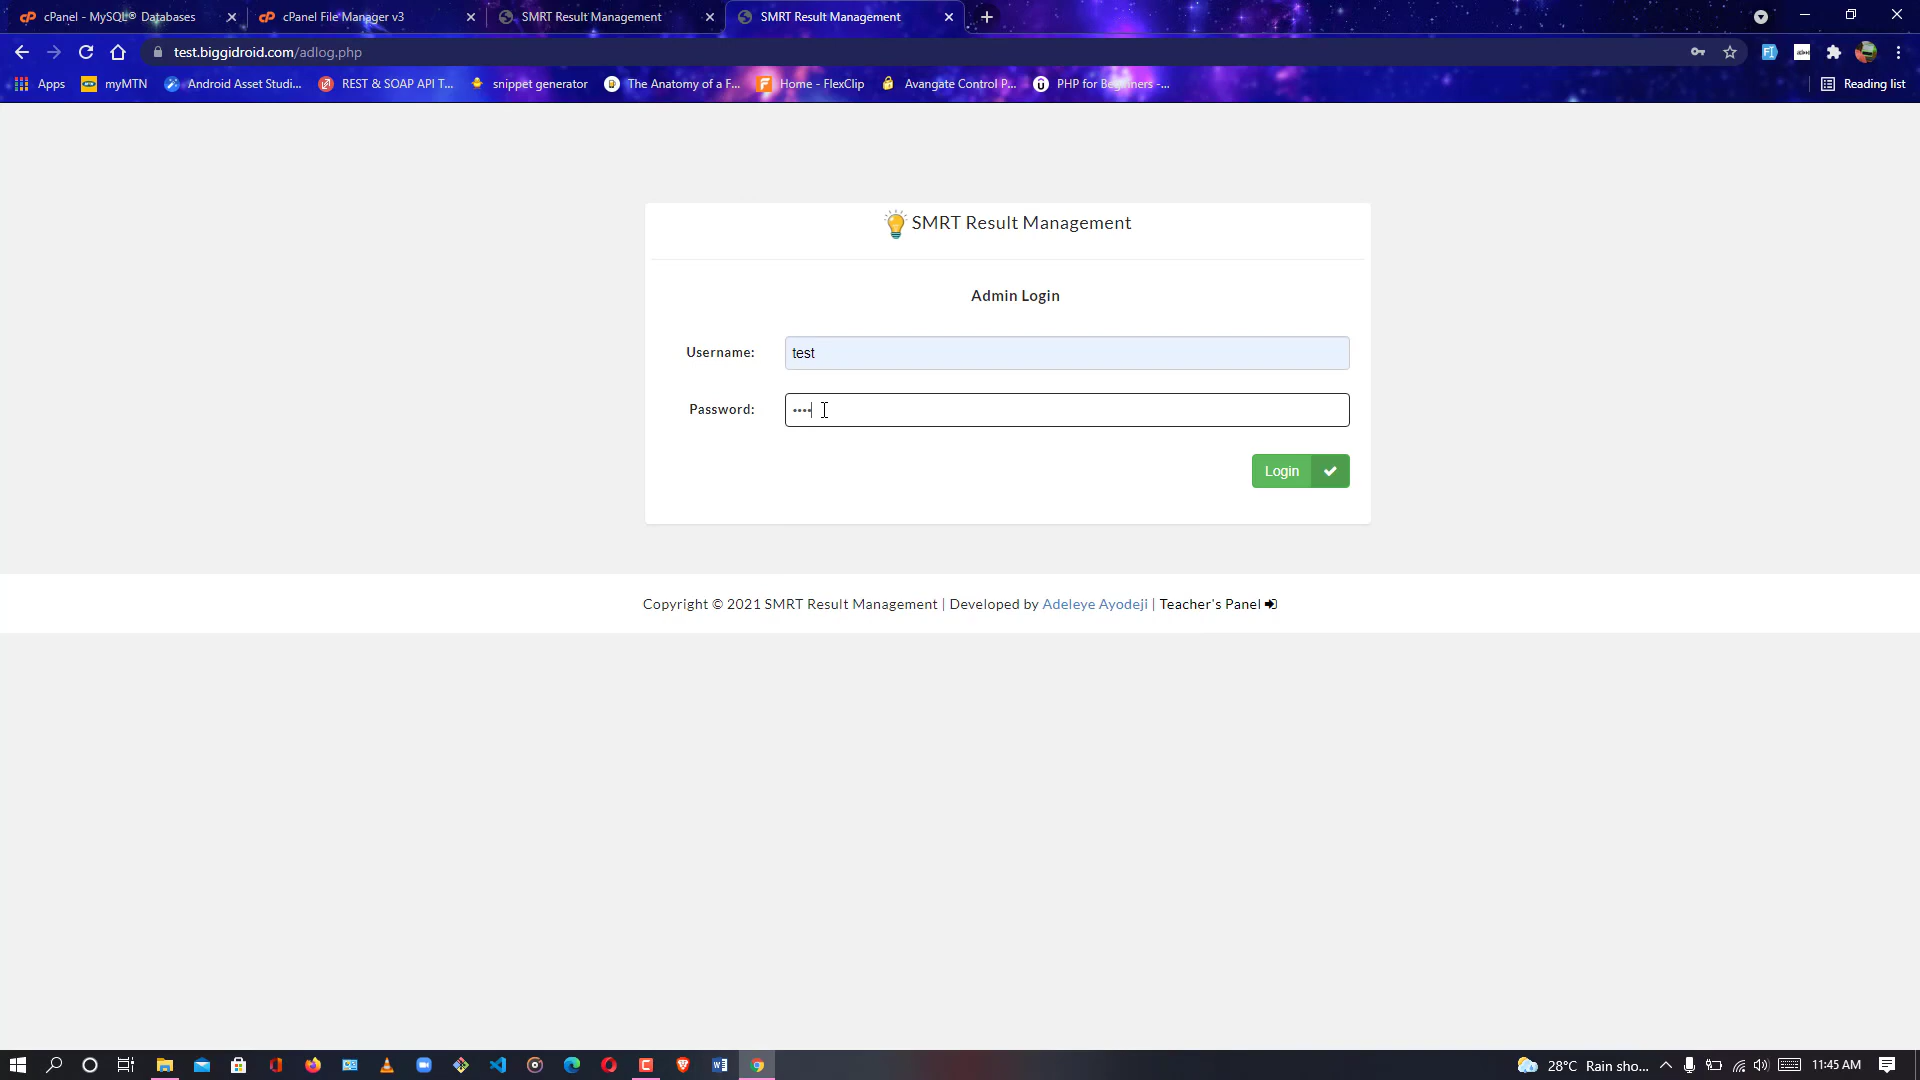 cPanel - MySQL® Databases
cPanel File Manager v3
SMRT Result Management
SMRT Result Management
test.biggidroid.com/adlog.php
Apps
myMTN
Android Asset Studi...
REST & SOAP API T...
snippet generator
The Anatomy of a F...
Home - FlexClip
Avangate Control P...
PHP for Beginners -...
Reading list
SMRT Result Management
Admin Login
Username: test
Password: ••••
Login
Copyright © 2021 SMRT Result Management | Developed by Adeleye Ayodeji | Teacher's Panel
28°C Rain sho...
11:45 AM